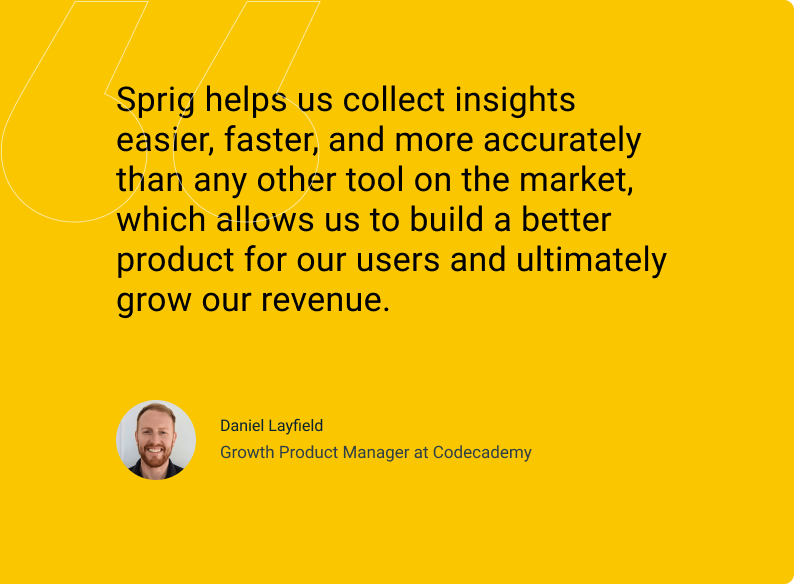 Sprig helps us collect insights
easier, faster, and more accurately
than any other tool on the market,
which allows us to build a better
product for our users and ultimately
grow our revenue.
Daniel Layfield
Growth Product Manager at Codecademy